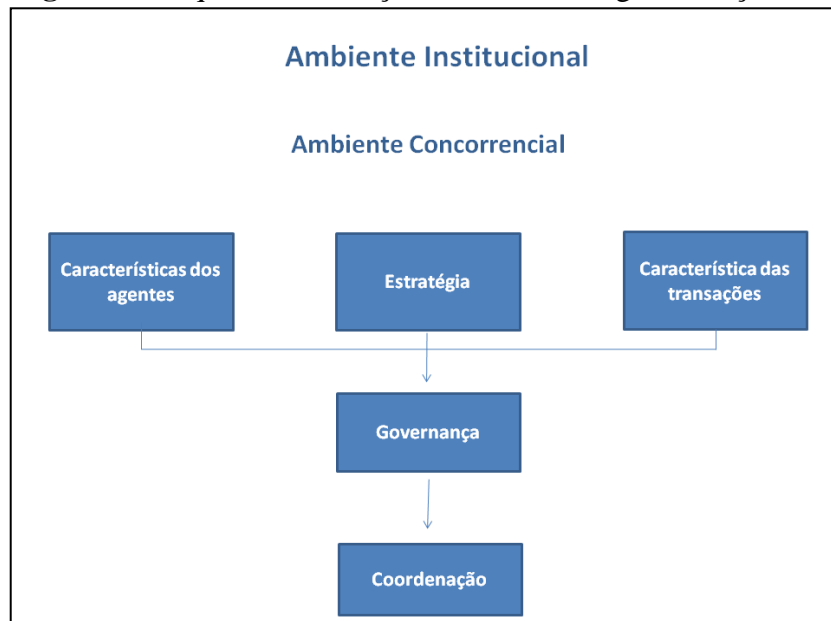 Ambiente Institucional
Ambiente Concorrencial
Características dos
agentes
Estratégia
Característica das
transações
Governança
Coordenação